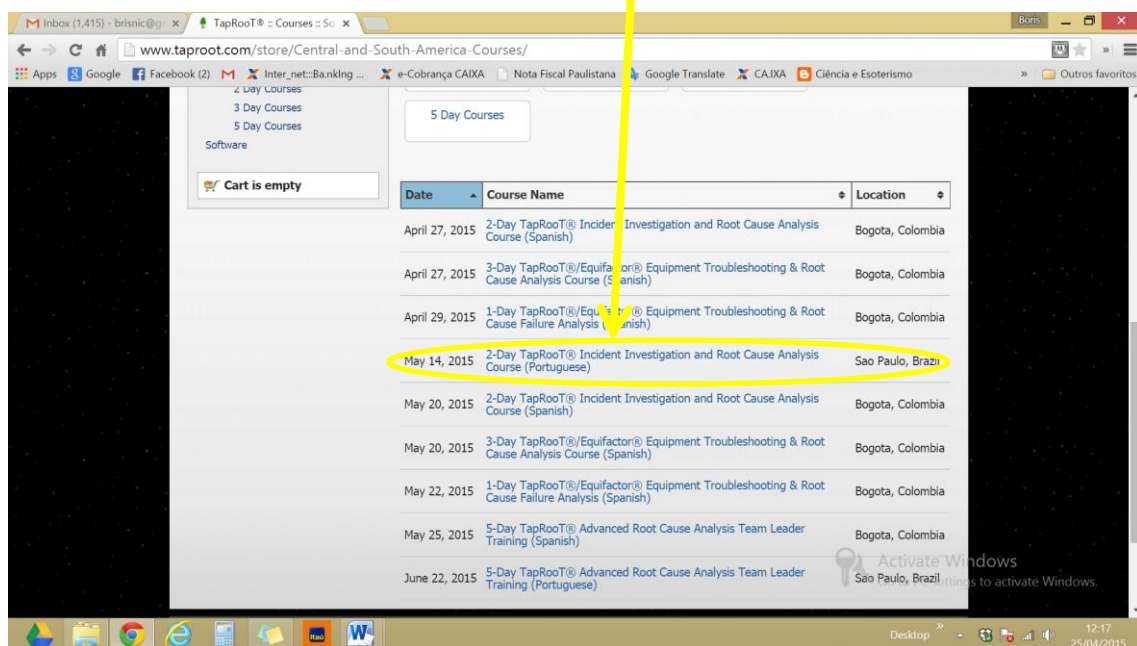 Inbox (1,415) - brisnic@g
TapRooT® :: Courses :: So
Boris
www.taproot.com/store/Central-and-South-America-Courses/
Apps
Google
Facebook (2)
Inter_net:::Ba.nkIng ...
e-Cobrança CAIXA
Nota Fiscal Paulistana
Google Translate
CA.IXA
Ciência e Esoterismo
»
Outros favoritos
2 Day Courses
3 Day Courses
5 Day Courses
Software
5 Day Courses
Cart is empty
Date Course Name Location
April 27, 2015 2-Day TapRooT® Incident Investigation and Root Cause Analysis
Course (Spanish) Bogota, Colombia
April 27, 2015 3-Day TapRooT®/Equifactor® Equipment Troubleshooting & Root
Cause Analysis Course (Spanish) Bogota, Colombia
April 29, 2015 1-Day TapRooT®/Equifactor® Equipment Troubleshooting & Root
Cause Failure Analysis (Spanish) Bogota, Colombia
May 14, 2015 2-Day TapRooT® Incident Investigation and Root Cause Analysis
Course (Portuguese) Sao Paulo, Brazil
May 20, 2015 2-Day TapRooT® Incident Investigation and Root Cause Analysis
Course (Spanish) Bogota, Colombia
May 20, 2015 3-Day TapRooT®/Equifactor® Equipment Troubleshooting & Root
Cause Analysis Course (Spanish) Bogota, Colombia
May 22, 2015 1-Day TapRooT®/Equifactor® Equipment Troubleshooting & Root
Cause Failure Analysis (Spanish) Bogota, Colombia
May 25, 2015 5-Day TapRooT® Advanced Root Cause Analysis Team Leader
Training (Spanish) Bogota, Colombia
June 22, 2015 5-Day TapRooT® Advanced Root Cause Analysis Team Leader
Training (Portuguese) Sao Paulo, Brazil
Activate Windows
to activate Windows.
Itaú
Desktop »
12:17
25/04/2015